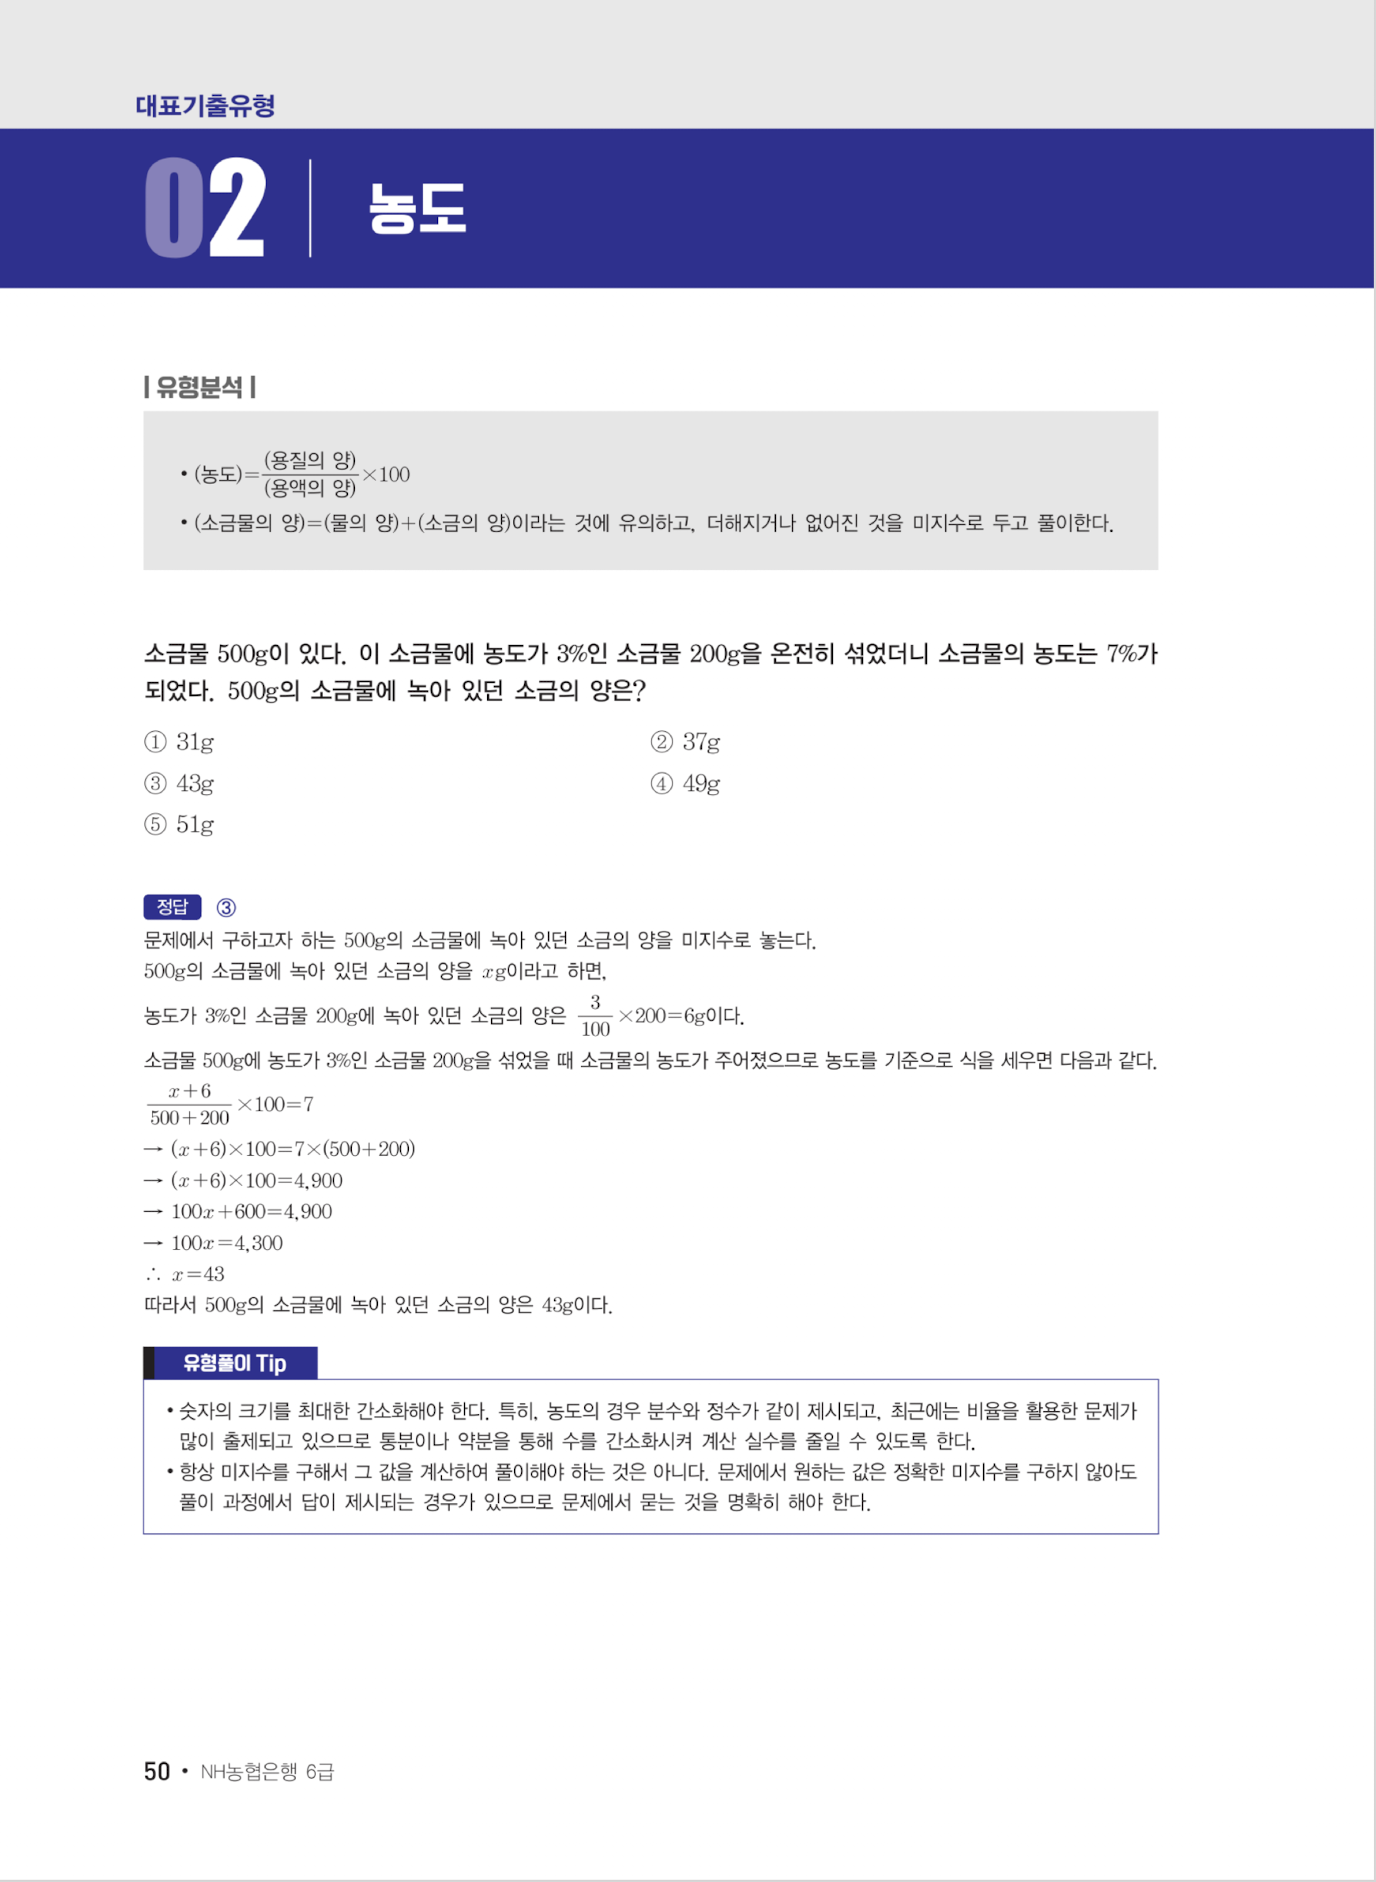 대표기출유형
02 농도
| 유형분석 |
• (농도)=(용질의 양)/(용액의 양)×100
• (소금물의 양)=(물의 양)+(소금의 양)이라는 것에 유의하고, 더해지거나 없어진 것을 미지수로 두고 풀이한다.
소금물 500g이 있다. 이 소금물에 농도가 3%인 소금물 200g을 온전히 섞었더니 소금물의 농도는 7%가
되었다. 500g의 소금물에 녹아 있던 소금의 양은?
① 31g ② 37g
③ 43g ④ 49g
⑤ 51g
정답 ③
문제에서 구하고자 하는 500g의 소금물에 녹아 있던 소금의 양을 미지수로 놓는다.
500g의 소금물에 녹아 있던 소금의 양을 xg이라고 하면,
농도가 3%인 소금물 200g에 녹아 있던 소금의 양은 3/100×200=6g이다.
소금물 500g에 농도가 3%인 소금물 200g을 섞었을 때 소금물의 농도가 주어졌으므로 농도를 기준으로 식을 세우면 다음과 같다.
x+6/500+200×100=7
→ (x+6)×100=7×(500+200)
→ (x+6)×100=4,900
→ 100x+600=4,900
→ 100x=4,300
∴ x=43
따라서 500g의 소금물에 녹아 있던 소금의 양은 43g이다.
유형풀이 Tip
• 숫자의 크기를 최대한 간소화해야 한다. 특히, 농도의 경우 분수와 정수가 같이 제시되고, 최근에는 비율을 활용한 문제가
많이 출제되고 있으므로 통분이나 약분을 통해 수를 간소화시켜 계산 실수를 줄일 수 있도록 한다.
• 항상 미지수를 구해서 그 값을 계산하여 풀이해야 하는 것은 아니다. 문제에서 원하는 값은 정확한 미지수를 구하지 않아도
풀이 과정에서 답이 제시되는 경우가 있으므로 문제에서 묻는 것을 명확히 해야 한다.
50 • NH농협은행 6급